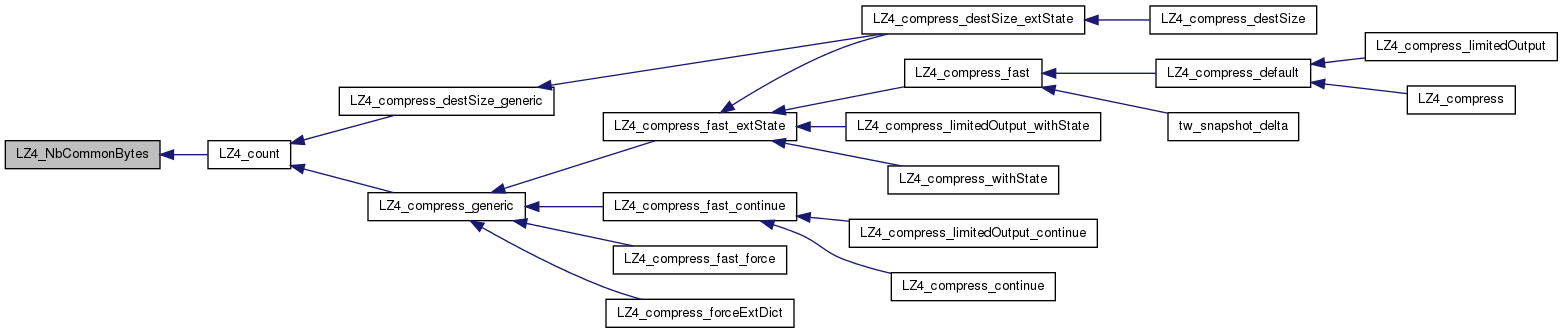 LZ4_NbCommonBytes
LZ4_count
LZ4_compress_destSize_generic
LZ4_compress_generic
LZ4_compress_fast_extState
LZ4_compress_fast_continue
LZ4_compress_fast_force
LZ4_compress_forceExtDict
LZ4_compress_destSize_extState
LZ4_compress_fast
LZ4_compress_limitedOutput_withState
LZ4_compress_withState
LZ4_compress_limitedOutput_continue
LZ4_compress_continue
LZ4_compress_destSize
LZ4_compress_default
tw_snapshot_delta
LZ4_compress_limitedOutput
LZ4_compress